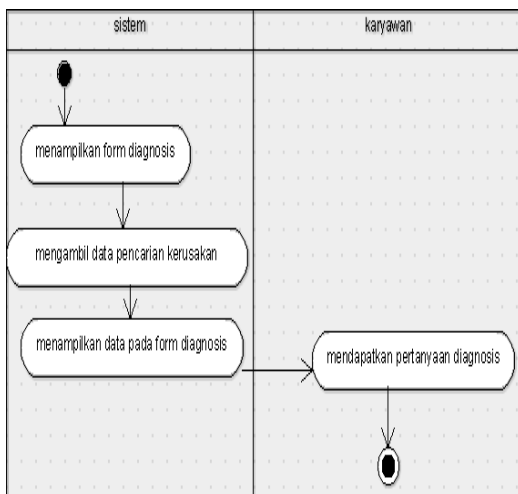 sistem
karyawan
menampilkan form diagnosis
mengambil data pencarian kerusakan
menampilkan data pada form diagnosis
mendapatkan pertanyaan diagnosis